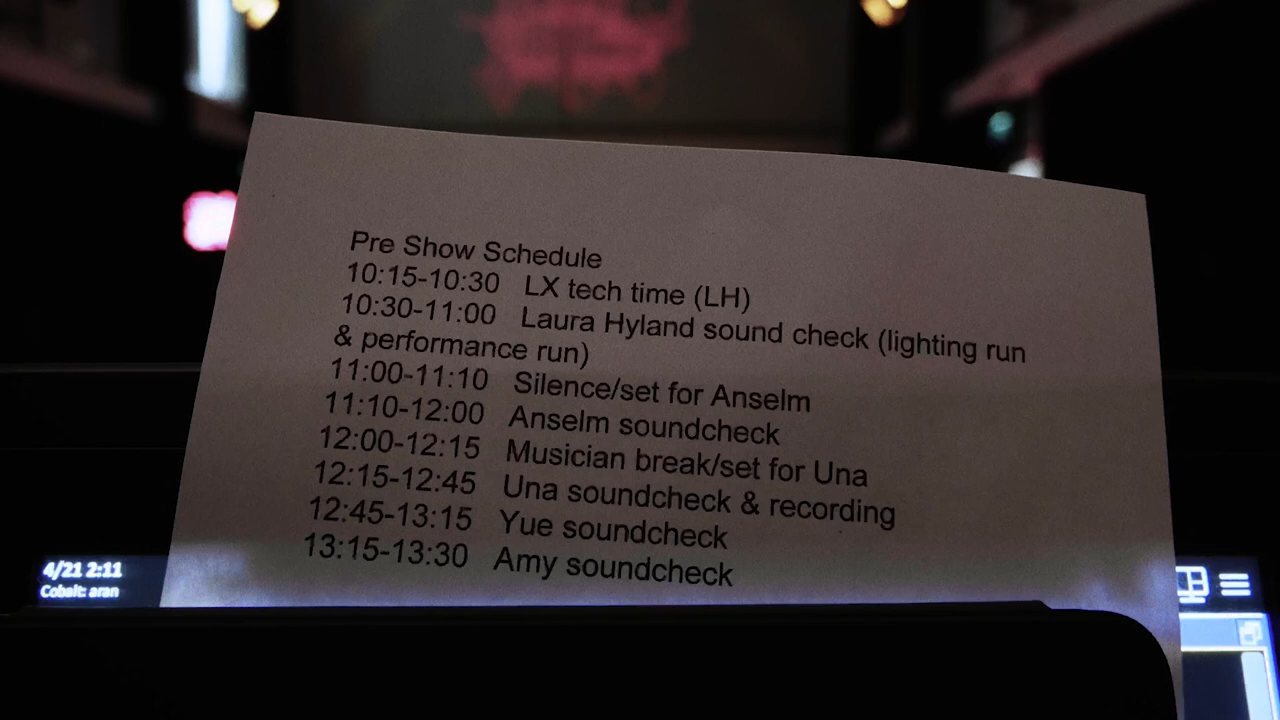 Pre Show Schedule
10:15-10:30 LX tech time (LH)
10:30-11:00 Laura Hyland sound check (lighting run
& performance run)
11:00-11:10 Silence/set for Anselm
11:10-12:00 Anselm soundcheck
12:00-12:15 Musician break/set for Una
12:15-12:45 Una soundcheck & recording
12:45-13:15 Yue soundcheck
13:15-13:30 Amy soundcheck
4/21 2:11
Cobalt: aran